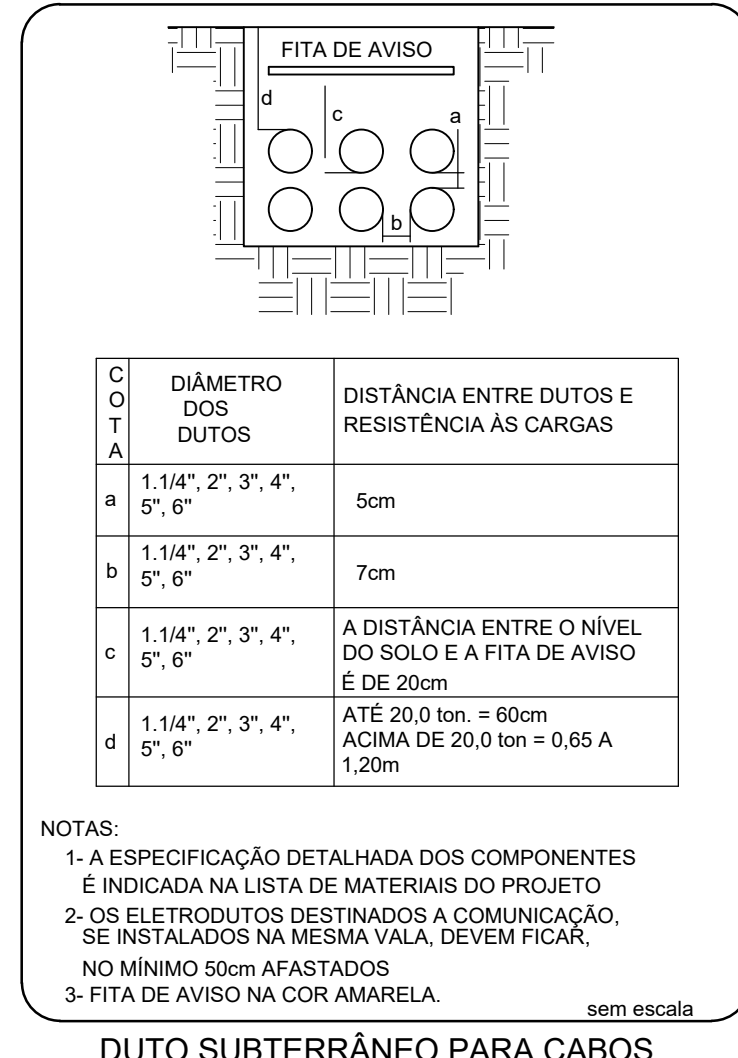 FITA DE AVISO
d
c
a
b
COTA
DIÂMETRO
DOS
DUTOS
DISTÂNCIA ENTRE DUTOS E
RESISTÊNCIA ÀS CARGAS
a
1.1/4", 2", 3", 4",
5", 6"
5cm
b
1.1/4", 2", 3", 4",
5", 6"
7cm
c
1.1/4", 2", 3", 4",
5", 6"
A DISTÂNCIA ENTRE O NÍVEL
DO SOLO E A FITA DE AVISO
É DE 20cm
d
1.1/4", 2", 3", 4",
5", 6"
ATÉ 20,0 ton. = 60cm
ACIMA DE 20,0 ton = 0,65 A
1,20m
NOTAS:
1- A ESPECIFICAÇÃO DETALHADA DOS COMPONENTES
É INDICADA NA LISTA DE MATERIAIS DO PROJETO
2- OS ELETRODUTOS DESTINADOS A COMUNICAÇÃO,
SE INSTALADOS NA MESMA VALA, DEVEM FICAR,
NO MÍNIMO 50cm AFASTADOS
3- FITA DE AVISO NA COR AMARELA.
sem escala
DUTO SUBTERRÂNEO PARA CABOS